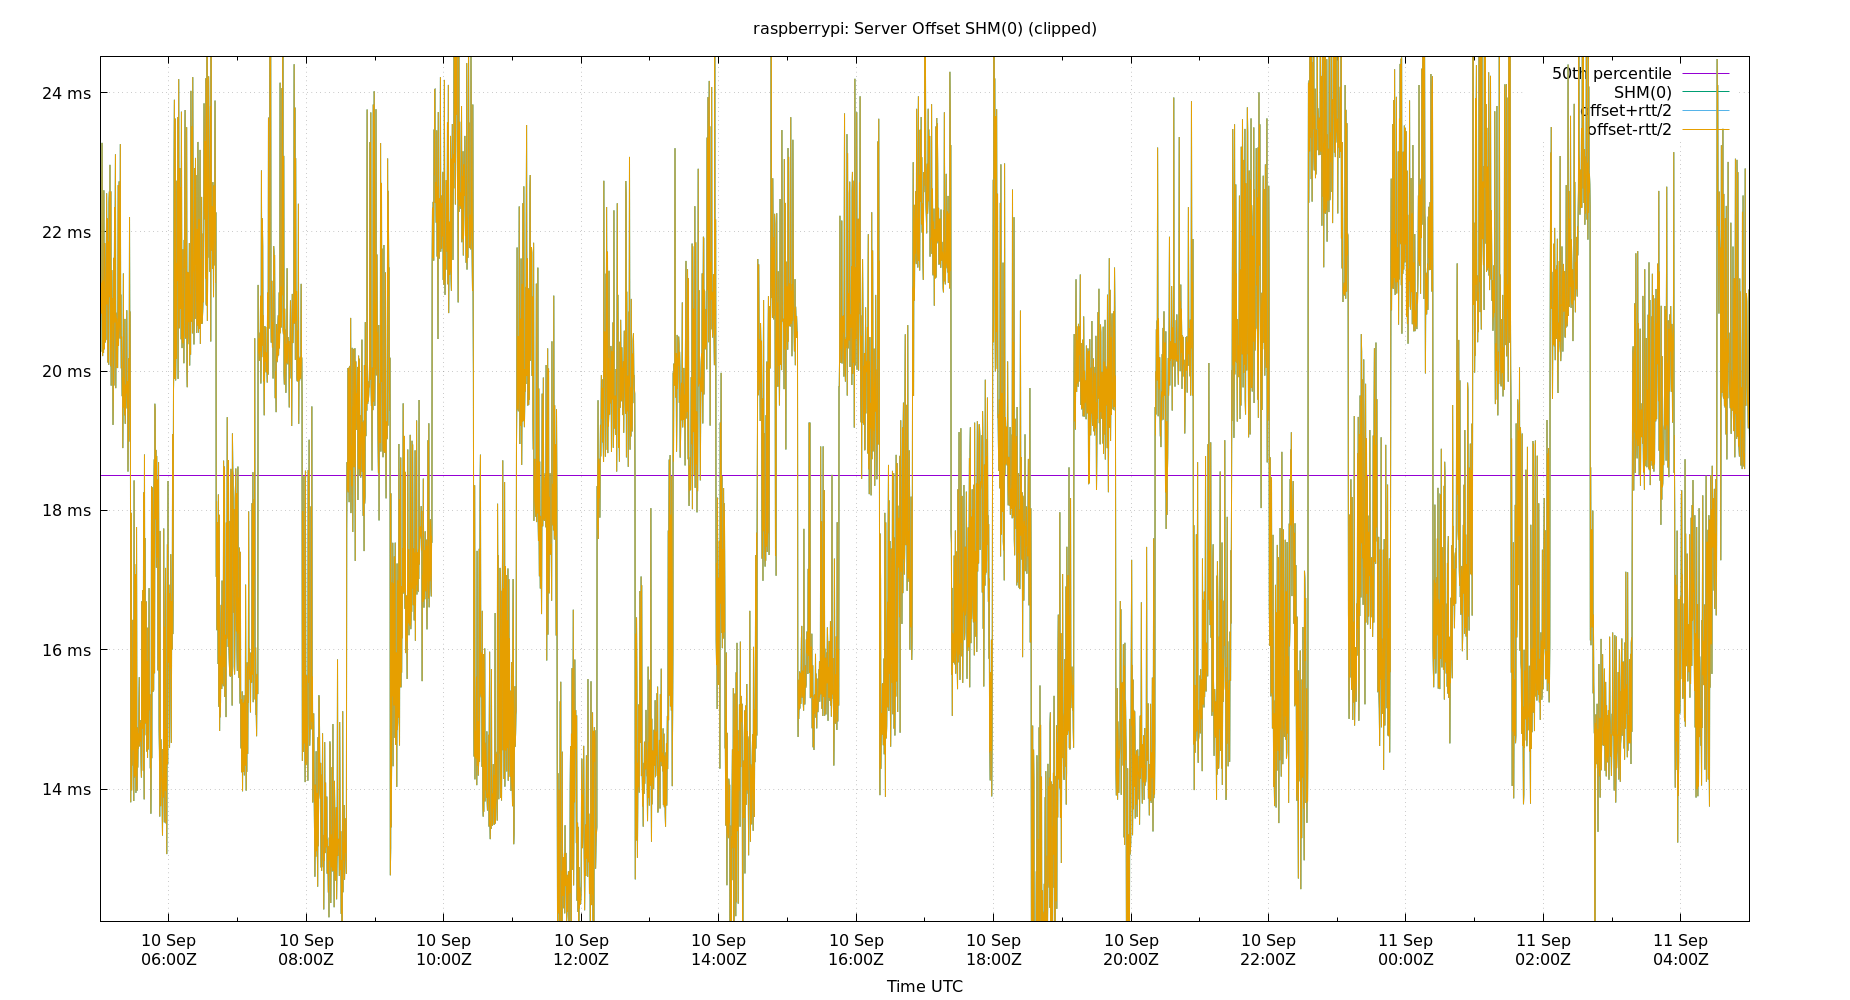 raspberrypi: Server Offset SHM(0) (clipped)
50th percentile
SHM(0)
offset+rtt/2
offset-rtt/2
24 ms
22 ms
20 ms
18 ms
16 ms
14 ms
10 Sep 10 Sep 10 Sep 10 Sep 10 Sep 10 Sep 10 Sep 10 Sep 10 Sep 11 Sep 11 Sep 11 Sep
06:00Z 08:00Z 10:00Z 12:00Z 14:00Z 16:00Z 18:00Z 20:00Z 22:00Z 00:00Z 02:00Z 04:00Z
Time UTC